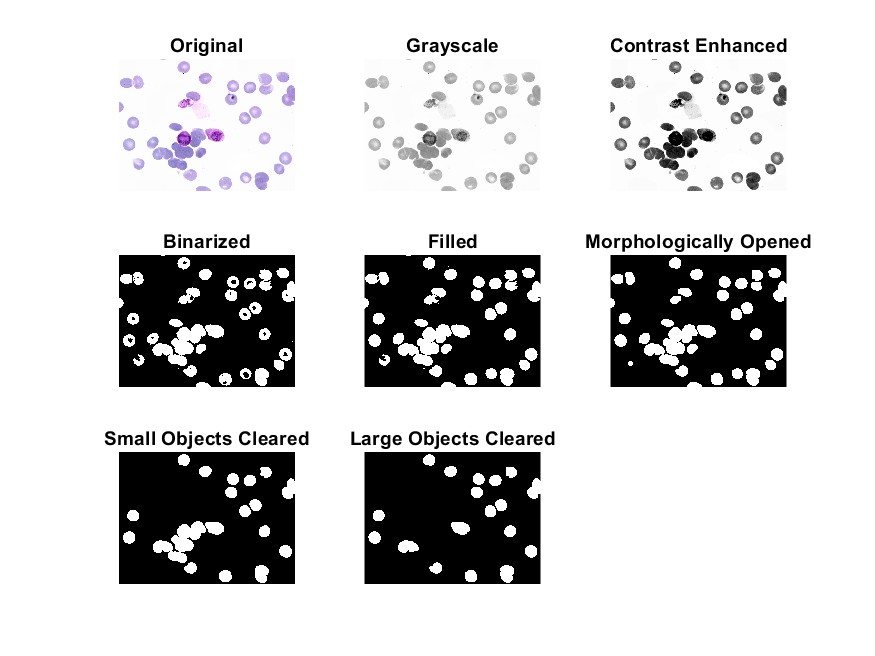 Original
Grayscale
Contrast Enhanced
Binarized
Filled
Morphologically Opened
Small Objects Cleared
Large Objects Cleared